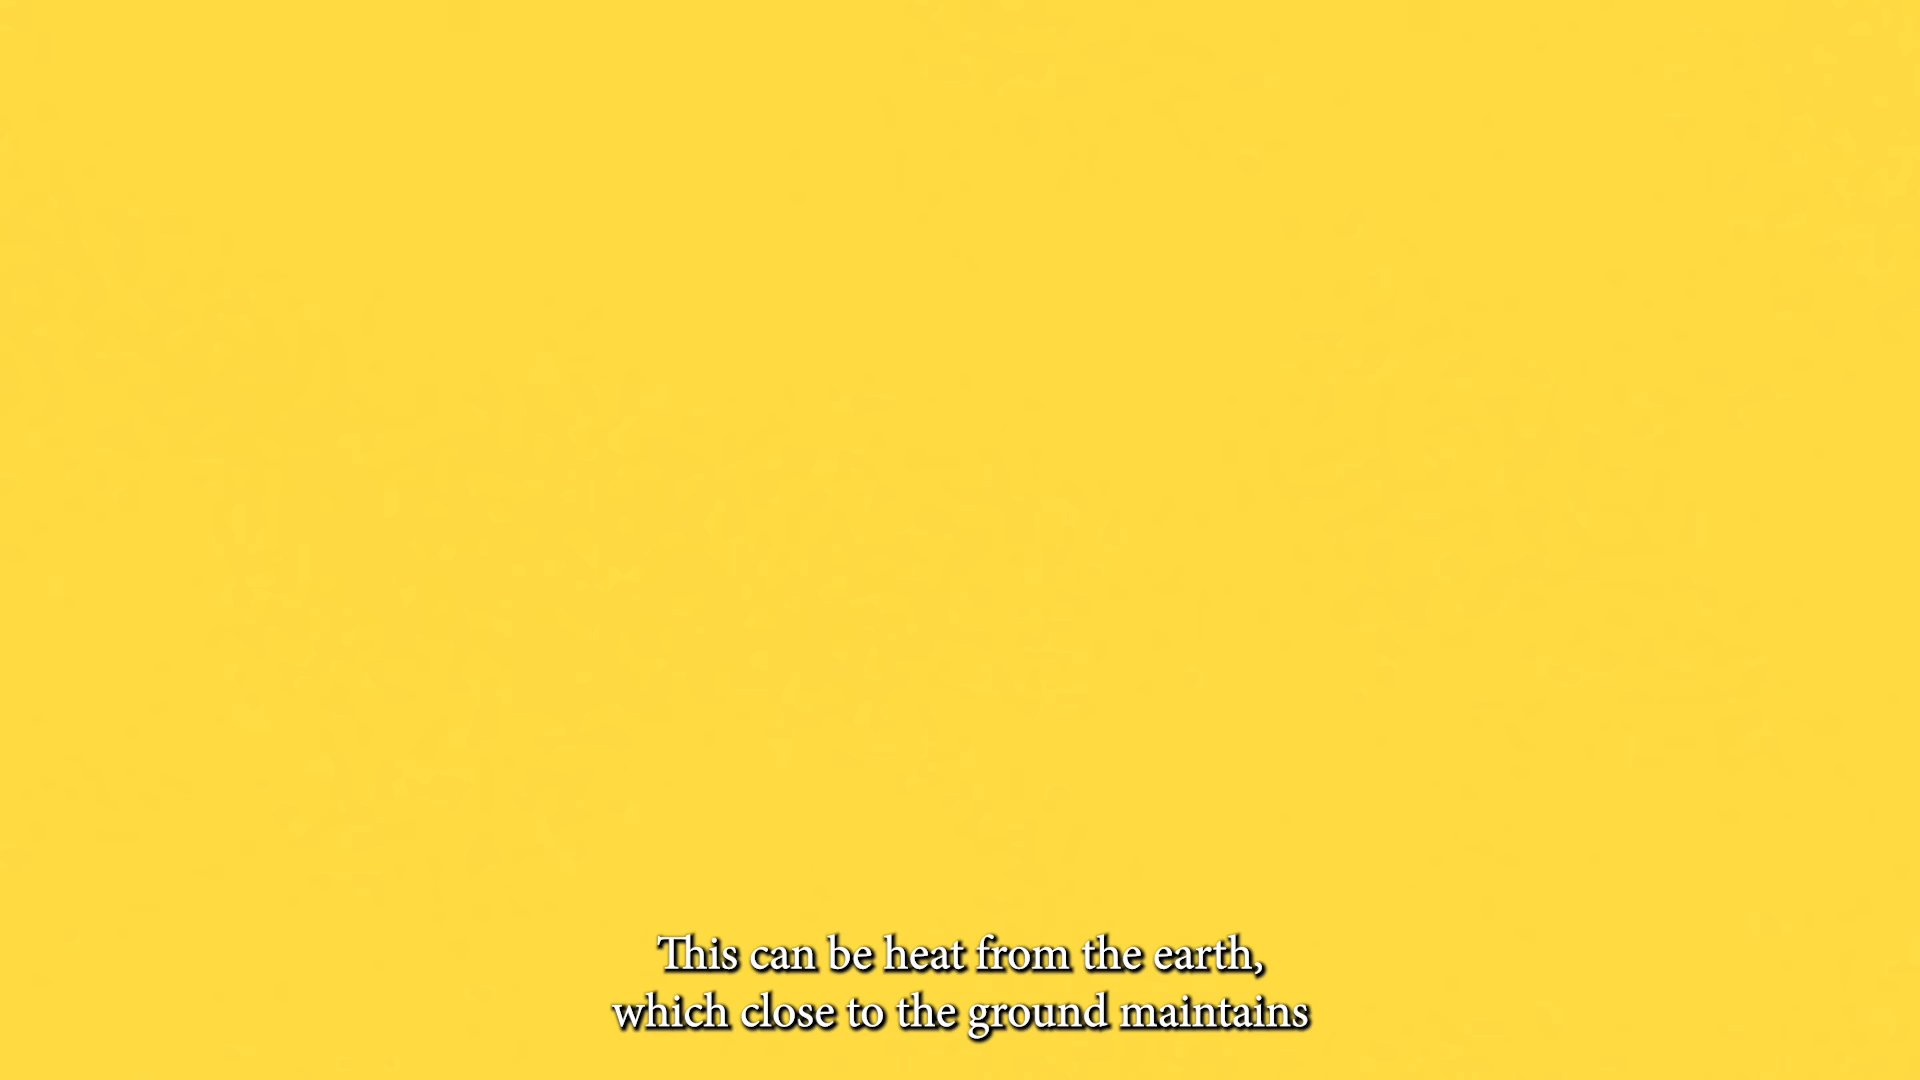 This can be heat from the earth,
which close to the ground maintains